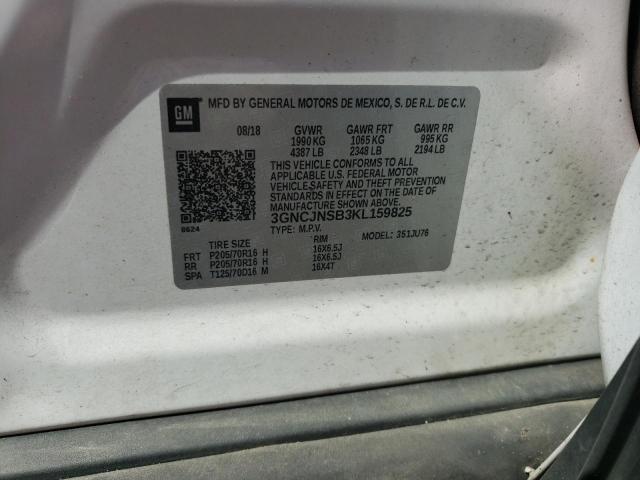 GM
MFD BY GENERAL MOTORS DE MEXICO, S. DE R.L. DE C.V.
08/18 GVWR GAWR FRT GAWR RR
1990 KG 1065 KG 995 KG
4387 LB 2348 LB 2194 LB
THIS VEHICLE CONFORMS TO ALL
APPLICABLE U.S. FEDERAL MOTOR
VEHICLE-SAFETY AND THEFT PREVENTION
STANDARDS IN EFFECT ON THE DATE OF
MANUFACTURE SHOWN ABOVE.
3GNCJNSB3KL159825
6624
TYPE: M.P.V. MODEL: 351JU76
TIRE SIZE RIM
FRT P205/70R16 H 16X6.5J
RR P205/70R16 H 16X6.5J
SPA T125/70D16 M 16X4T